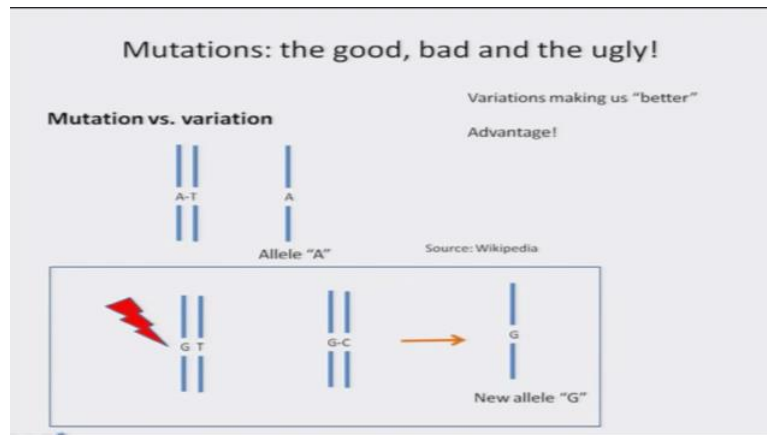 Mutations: the good, bad and the ugly!
Variations making us “better”
Mutation vs. variation
Advantage!
A-T
A
Allele “A”
Source: Wikipedia
G T
G-C
G
New allele “G”